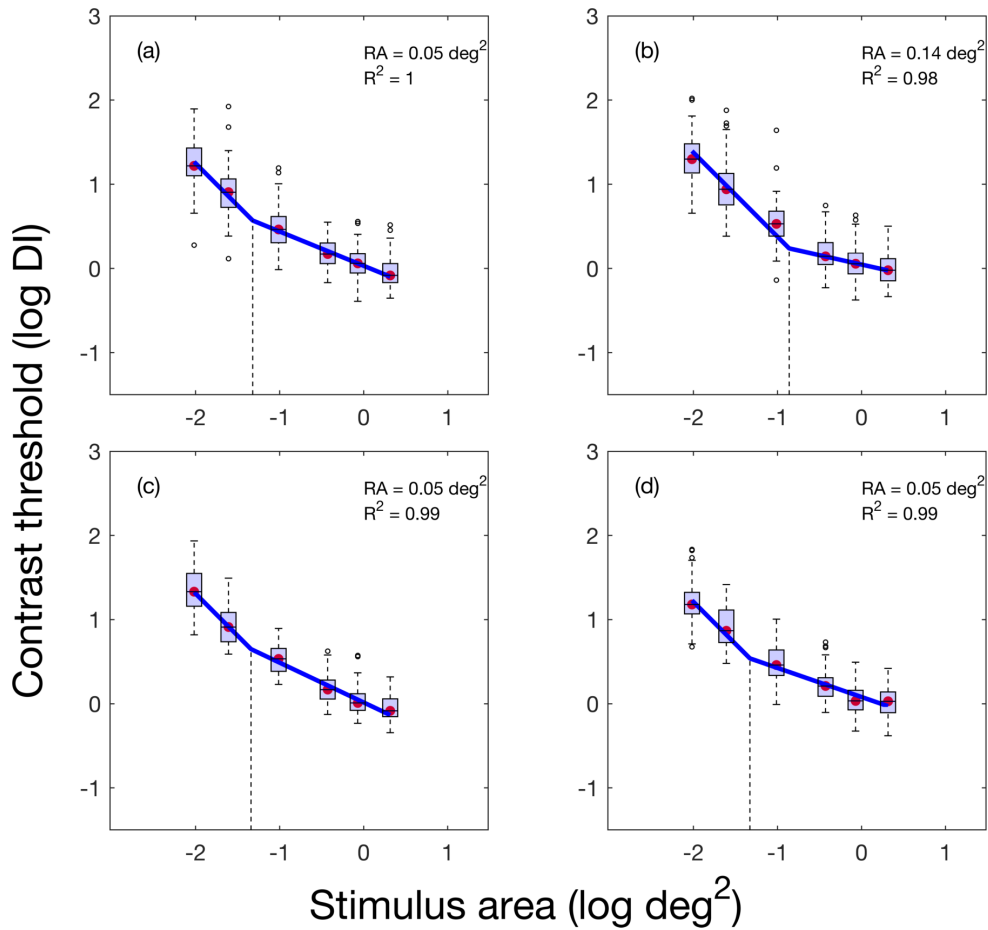 Contrast threshold (log DI)
(a)
RA = 0.05 deg²
R² = 1
3
2
1
0
-1
-2 -1 0 1
(b)
RA = 0.14 deg²
R² = 0.98
3
2
1
0
-1
-2 -1 0 1
(c)
RA = 0.05 deg²
R² = 0.99
3
2
1
0
-1
-2 -1 0 1
(d)
RA = 0.05 deg²
R² = 0.99
3
2
1
0
-1
-2 -1 0 1
Stimulus area (log deg²)